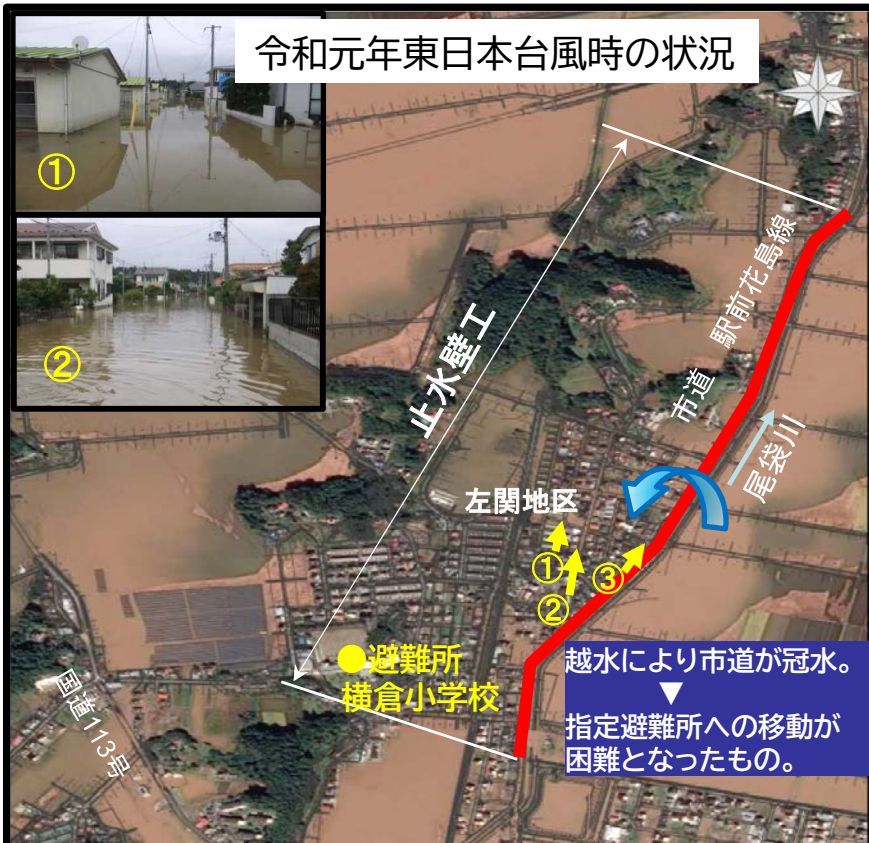 令和元年東日本台風時の状況
①
②
止水壁工
市道 駅前花島線
尾袋川
左関地区
①
②
③
●避難所
横倉小学校
国道113号
越水により市道が冠水。
▼
指定避難所への移動が
困難となったもの。